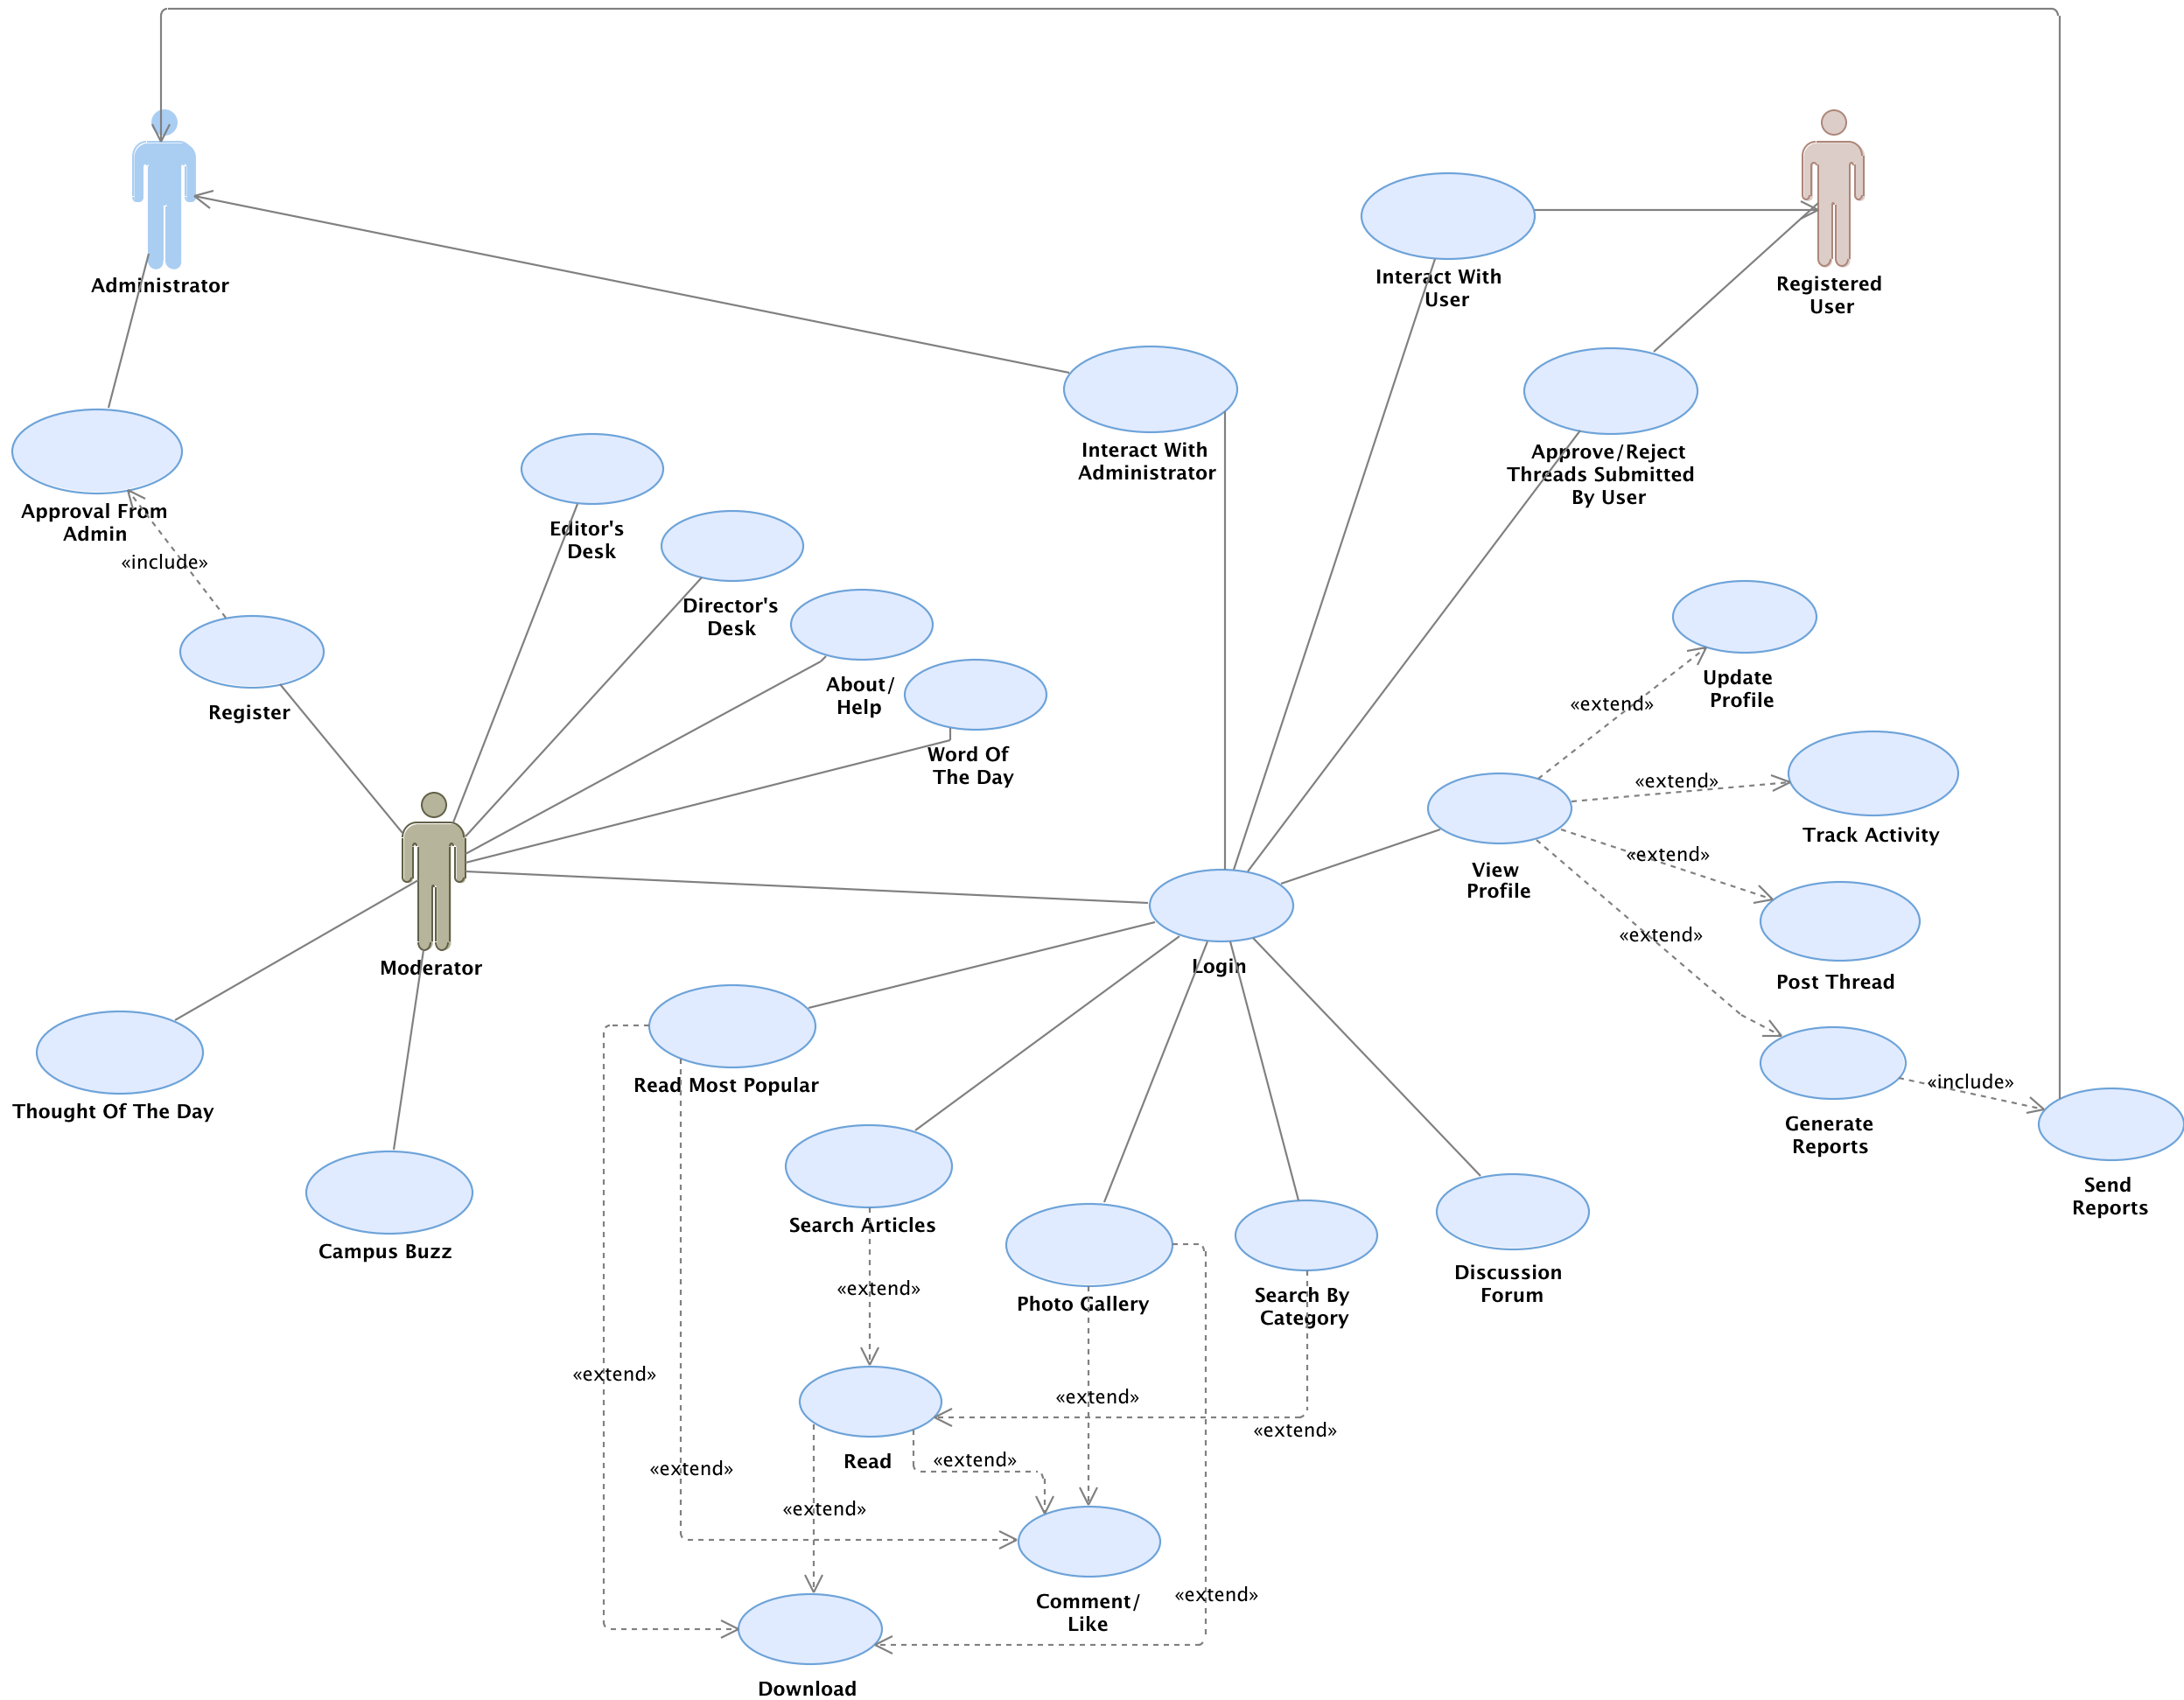 Administrator
Registered
User
Interact With
User
Interact With
Administrator
Approve/Reject
Threads Submitted
By User
Approval From
Admin
«include»
Editor's
Desk
Director's
Desk
About/
Help
Word Of
The Day
Register
Update
Profile
«extend»
«extend»
Track Activity
«extend»
View
Profile
«extend»
Post Thread
Moderator
Login
Read Most Popular
Thought Of The Day
«include»
Generate
Reports
Send
Reports
Campus Buzz
Search Articles
«extend»
Photo Gallery
Search By
Category
Discussion
Forum
«extend»
«extend»
«extend»
Read
«extend»
«extend»
«extend»
Comment/
Like
«extend»
Download